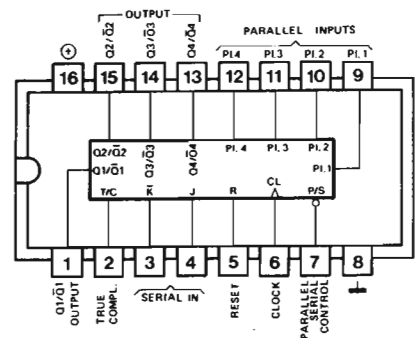 OUTPUT
PARALLEL INPUTS
⊕ Q2/Q̅2 Q3/Q̅3 Q4/Q̅4 PI.4 PI.3 PI.2 PI.1
16 15 14 13 12 11 10 9
Q2/Q̅2 Q3/Q̅3 Q4/Q̅4 PI.4 PI.3 PI.2
Q1/Q̅1 PI.1
CL
T/C K̅ J R P/S
1 2 3 4 5 6 7 8
Q1/Q̅1 OUTPUT
TRUE COMPL.
SERIAL IN
RESET
CLOCK
PARALLEL SERIAL CONTROL